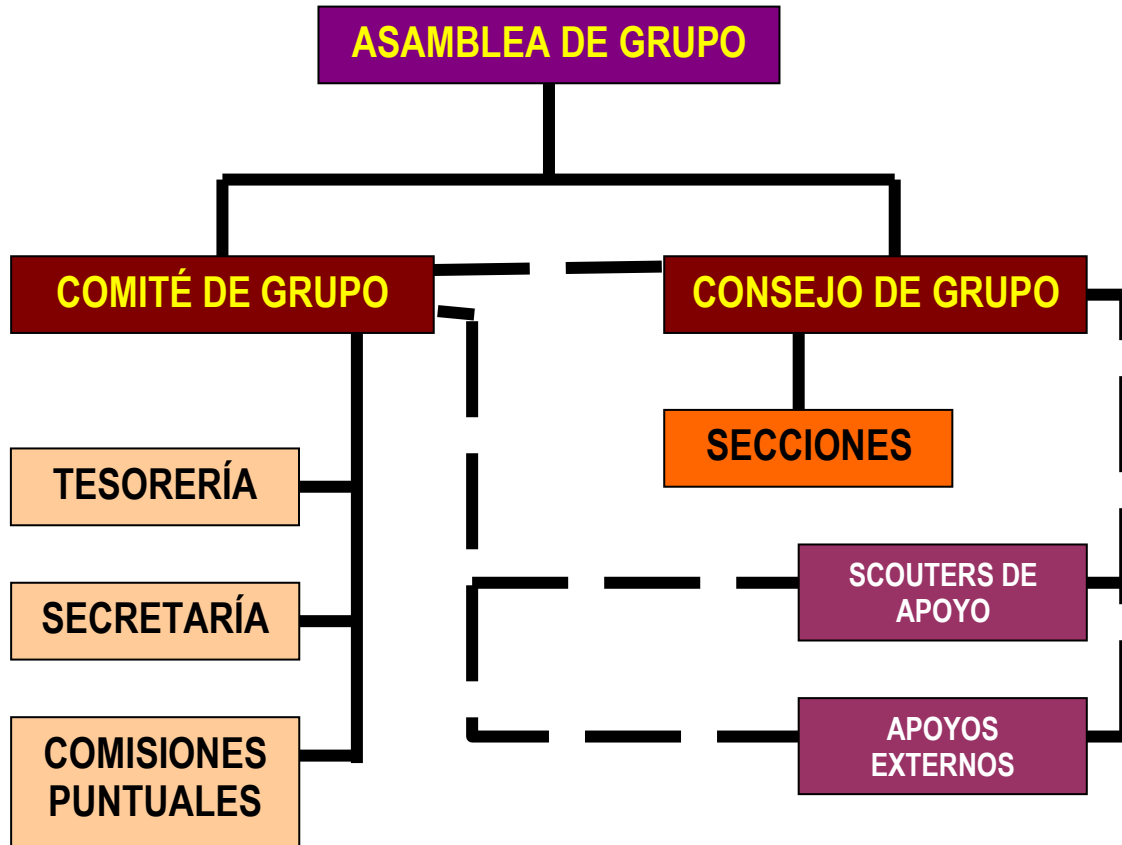 ASAMBLEA DE GRUPO
COMITÉ DE GRUPO
CONSEJO DE GRUPO
SECCIONES
TESORERÍA
SCOUTERS DE
APOYO
SECRETARÍA
APOYOS
EXTERNOS
COMISIONES
PUNTUALES